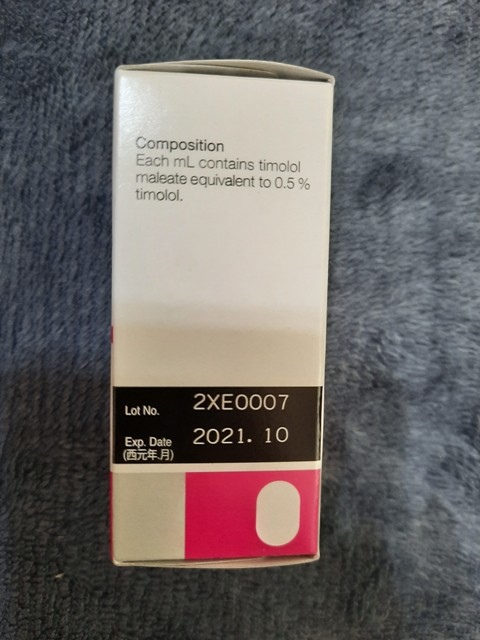 Composition
Each mL contains timolol
maleate equivalent to 0.5 %
timolol.
Lot No. 2XE0007
Exp. Date 2021. 10
(西元年.月)